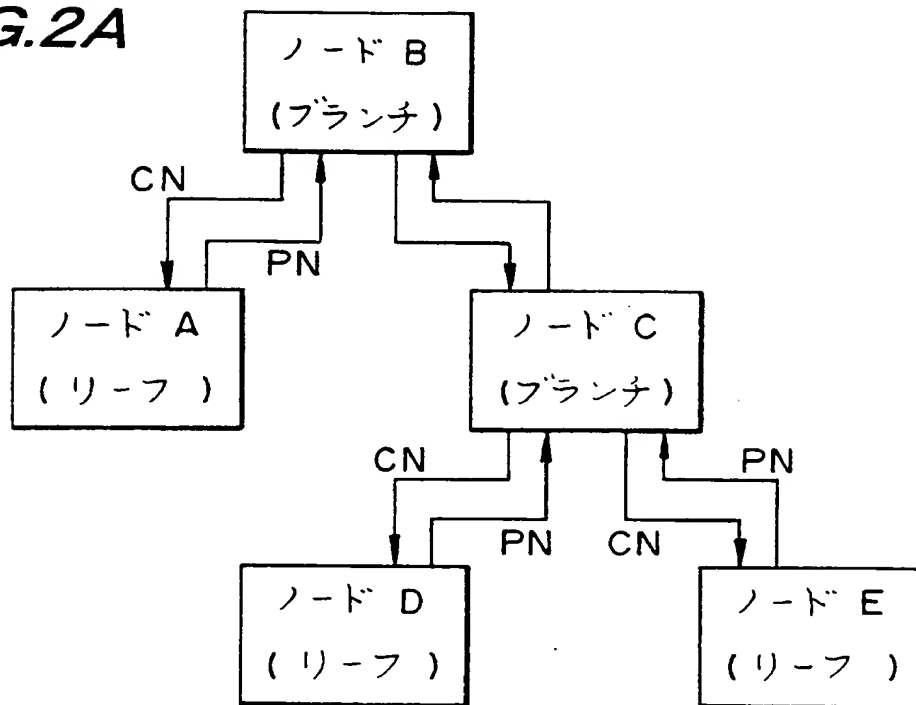 G.2A
ノード B
(ブランチ)
CN
PN
ノード A
(リーフ)
ノード C
(ブランチ)
CN
PN
PN
CN
ノード D
(リーフ)
ノード E
(リーフ)